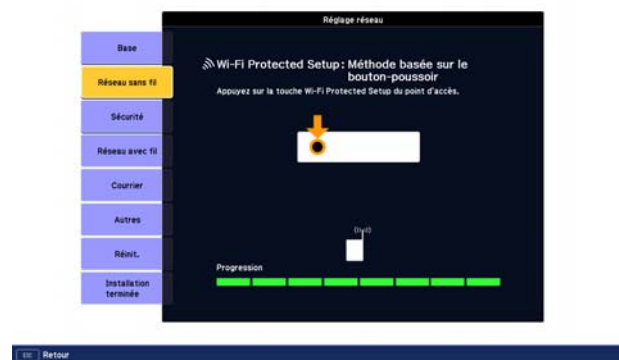 Réglage réseau
Base
Réseau sans fil
Sécurité
Réseau avec fil
Courrier
Autres
Réinit.
Installation
terminée
Wi-Fi Protected Setup: Méthode basée sur le
bouton-poussoir
Appuyez sur la touche Wi-Fi Protected Setup du point d'accès.
Progression
Esc Retour